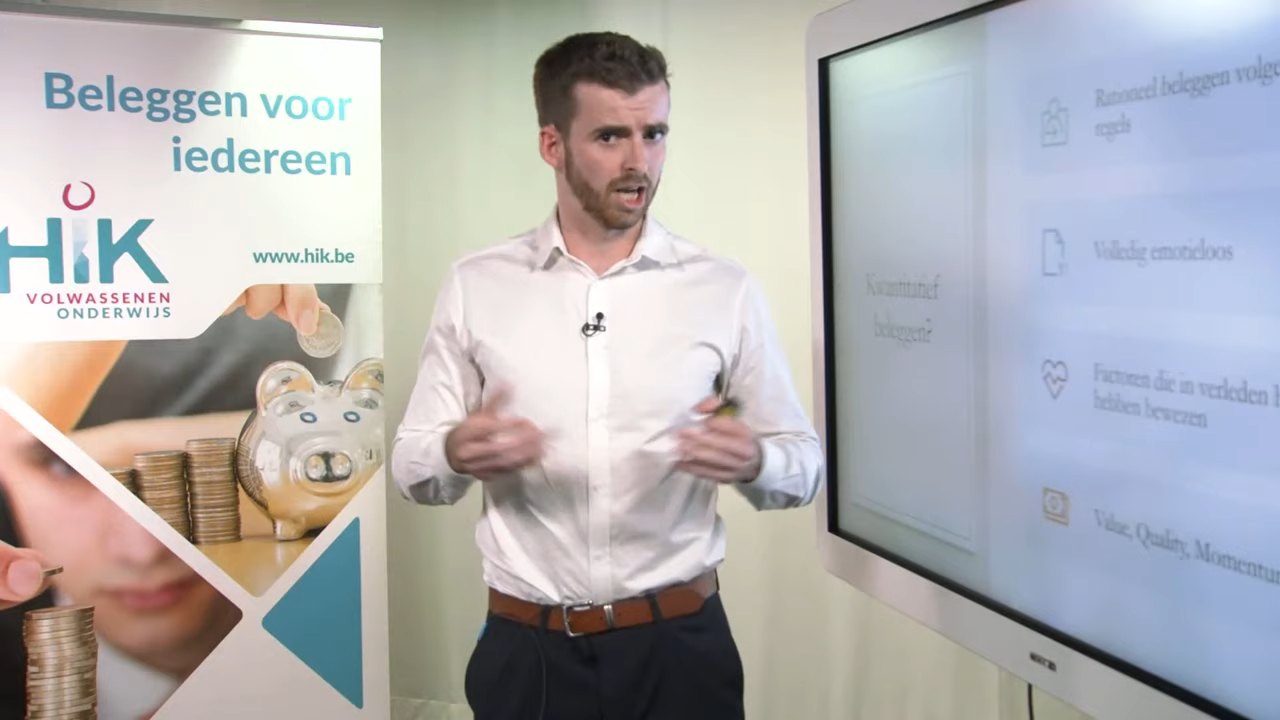 Beleggen voor
iedereen
HiK
www.hik.be
VOLWASSENEN
ONDERWIJS
Kwantitatief
beleggen?
Rationeel beleggen
regels
Volledig emotieloos
Factoren die in verleden
hebben bewezen
Value, Quality,